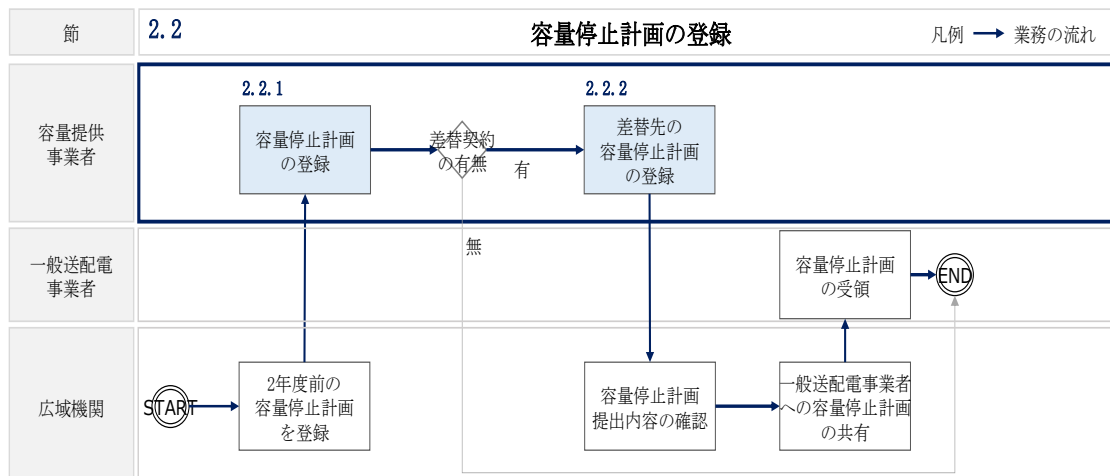 節
2.2
容量停止計画の登録
凡例
業務の流れ
容量提供
事業者
2.2.1
容量停止計画
の登録
差替契約
の有無
有
無
2.2.2
差替先の
容量停止計画
の登録
一般送配電
事業者
容量停止計画
の受領
END
広域機関
START
2年度前の
容量停止計画
を登録
容量停止計画
提出内容の確認
一般送配電事業者
への容量停止計画
の共有